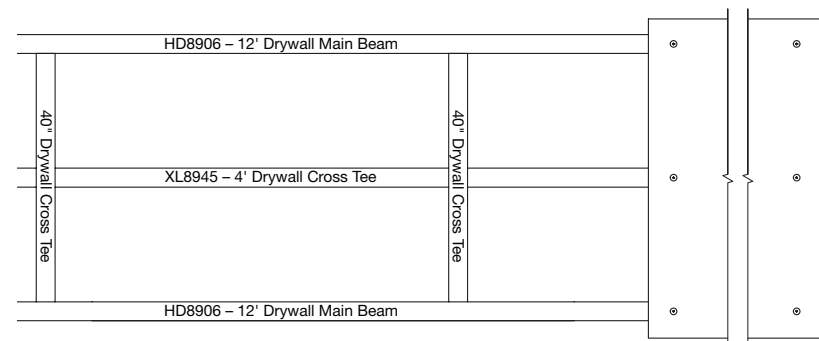 HD8906 – 12' Drywall Main Beam
40" Drywall Cross Tee
40" Drywall Cross Tee
XL8945 – 4' Drywall Cross Tee
HD8906 – 12' Drywall Main Beam